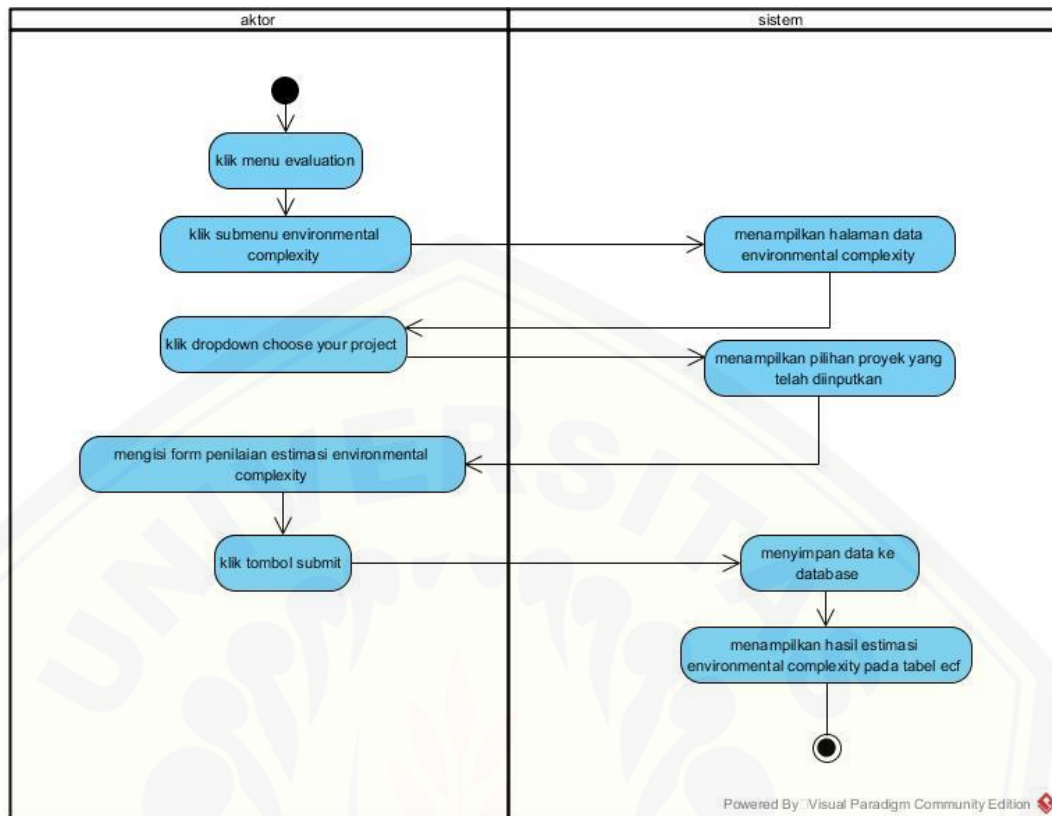 aktor
sistem
klik menu evaluation
klik submenu environmental
complexity
menampilkan halaman data
environmental complexity
klik dropdown choose your project
menampilkan pilihan proyek yang
telah diinputkan
mengisi form penilaian estimasi environmental
complexity
klik tombol submit
menyimpan data ke
database
menampilkan hasil estimasi
environmental complexity pada tabel ecf
UNIVERSITAS
Powered By Visual Paradigm Community Edition